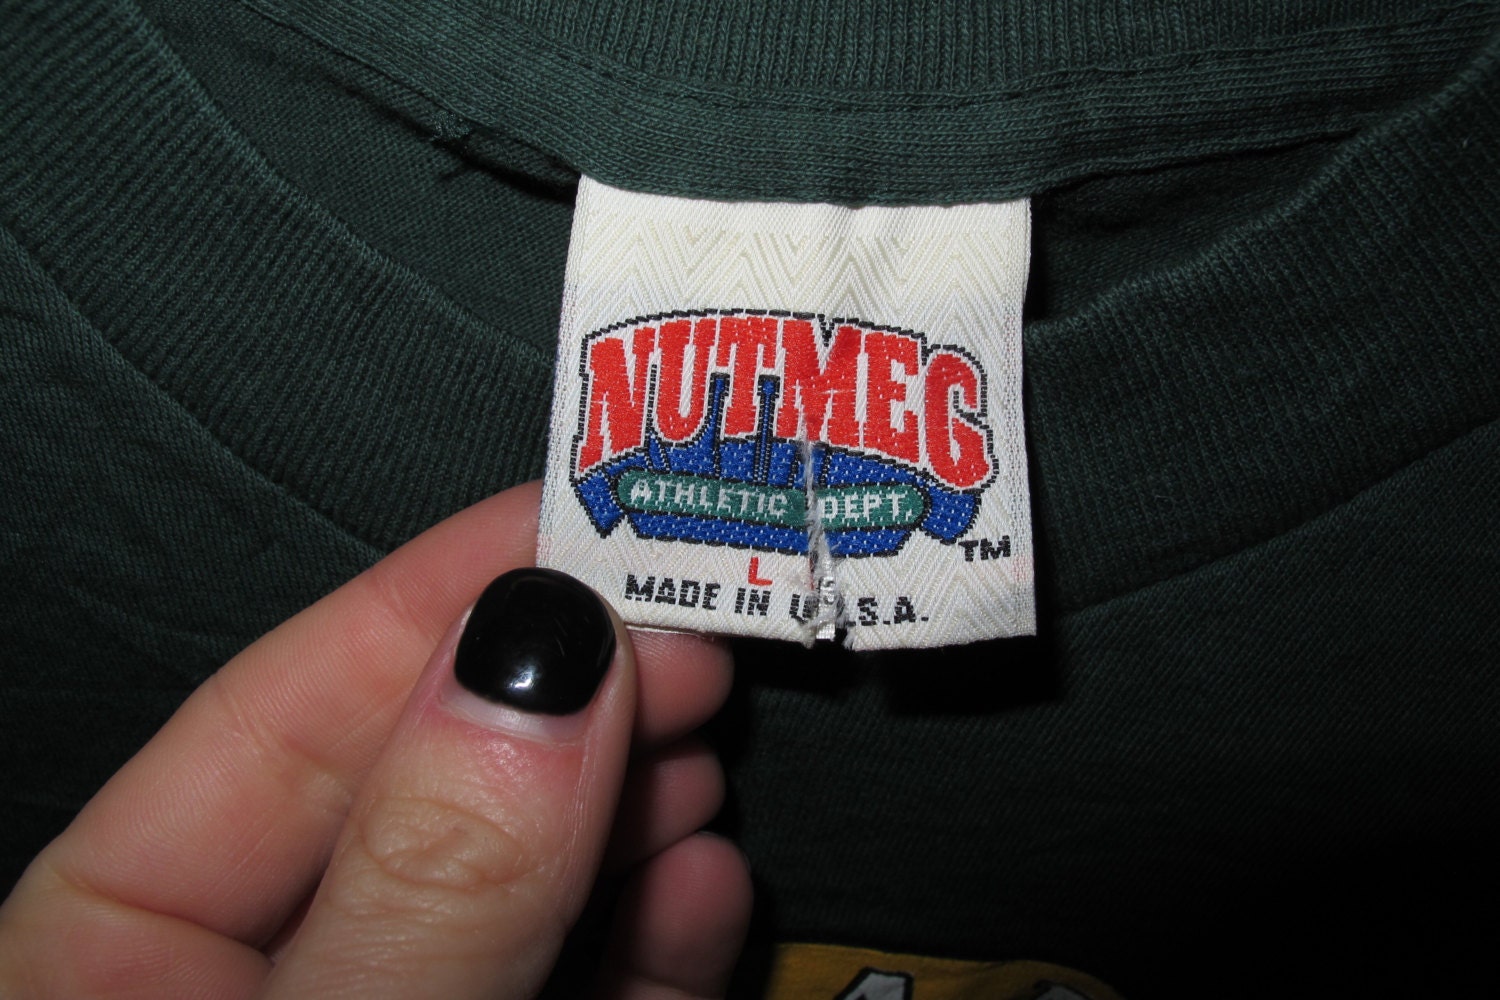 NUTMEG
ATHLETIC DEPT.
TM
L
MADE IN U.S.A.